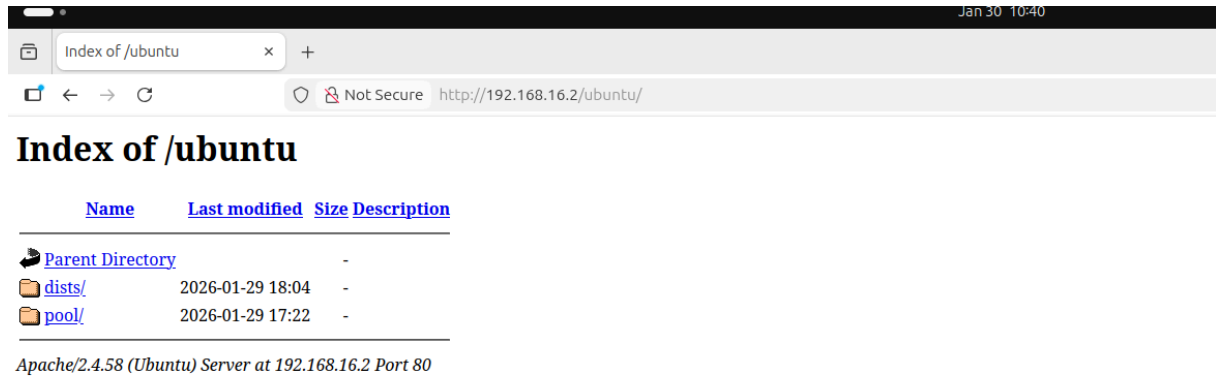 Jan 30 10:40
Index of /ubuntu
Not Secure http://192.168.16.2/ubuntu/
Index of /ubuntu
Name Last modified Size Description
Parent Directory -
dists/ 2026-01-29 18:04 -
pool/ 2026-01-29 17:22 -
Apache/2.4.58 (Ubuntu) Server at 192.168.16.2 Port 80